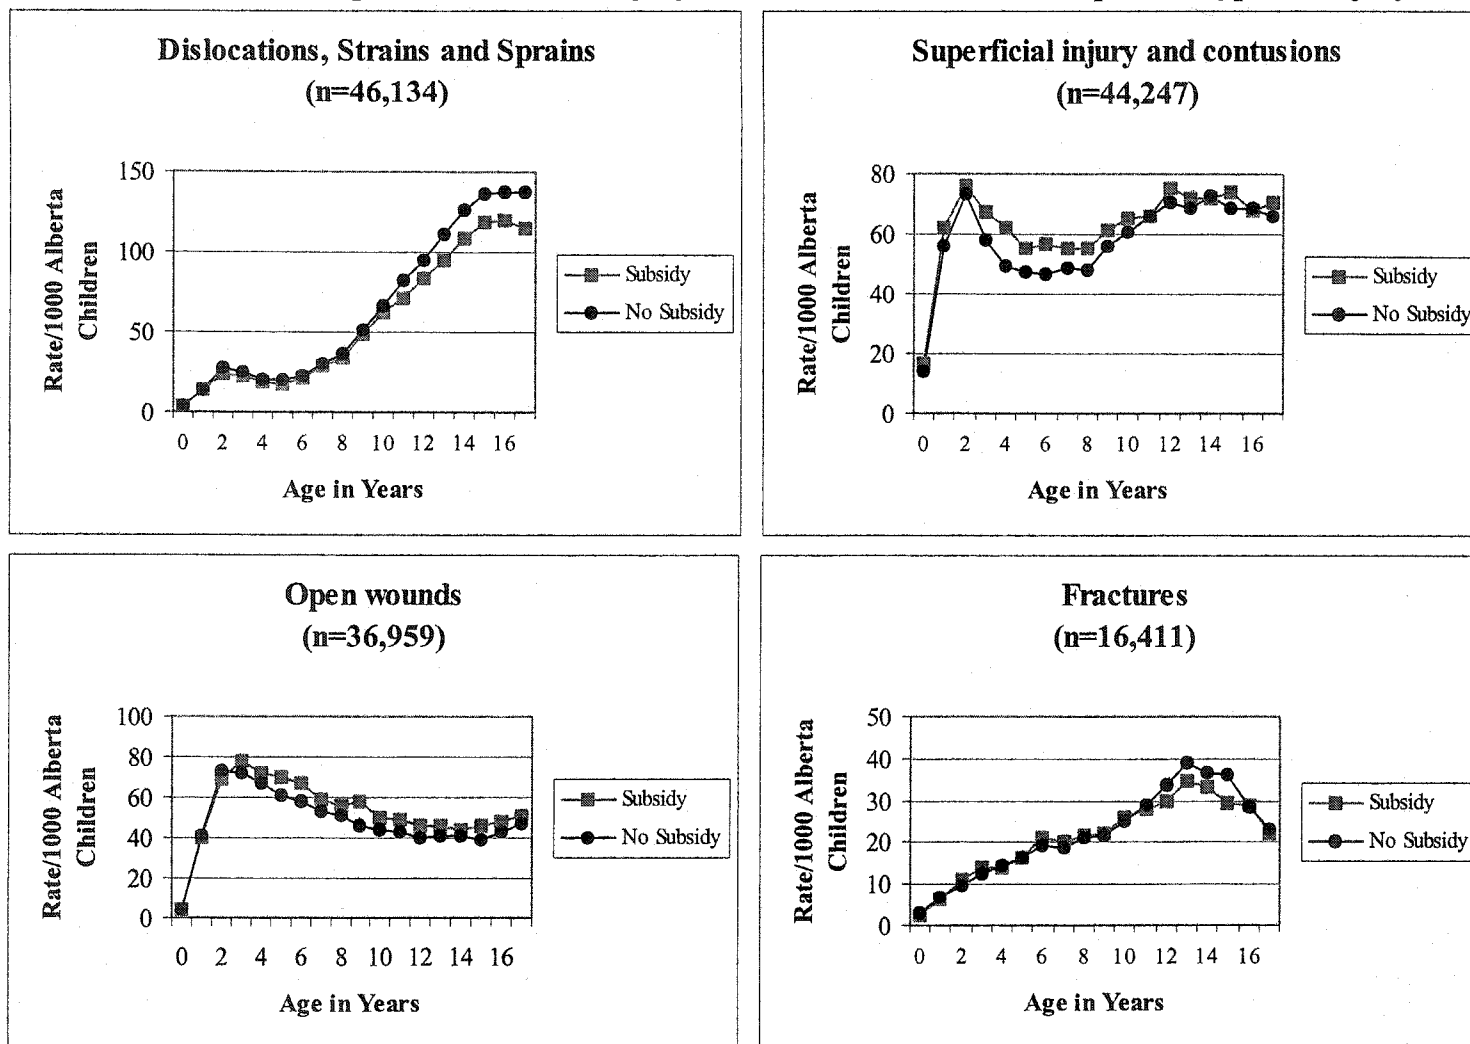 Dislocations, Strains and Sprains
(n=46,134)
150
100
50
0
Rate/1000 Alberta
Children
0 2 4 6 8 10 12 14 16
Age in Years
Subsidy
No Subsidy
Superficial injury and contusions
(n=44,247)
80
60
40
20
0
Rate/1000 Alberta
Children
0 2 4 6 8 10 12 14 16
Age in Years
Subsidy
No Subsidy
Open wounds
(n=36,959)
100
80
60
40
20
0
Rate/1000 Alberta
Children
0 2 4 6 8 10 12 14 16
Age in Years
Subsidy
No Subsidy
Fractures
(n=16,411)
50
40
30
20
10
0
Rate/1000 Alberta
Children
0 2 4 6 8 10 12 14 16
Age in Years
Subsidy
No Subsidy